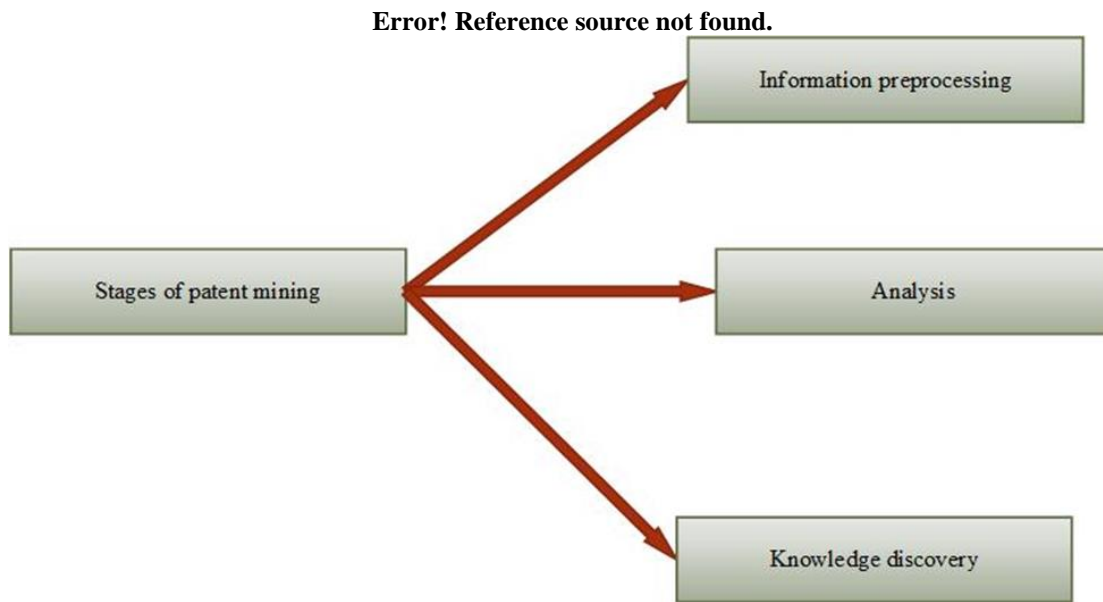 Error! Reference source not found.
Information preprocessing
Stages of patent mining
Analysis
Knowledge discovery